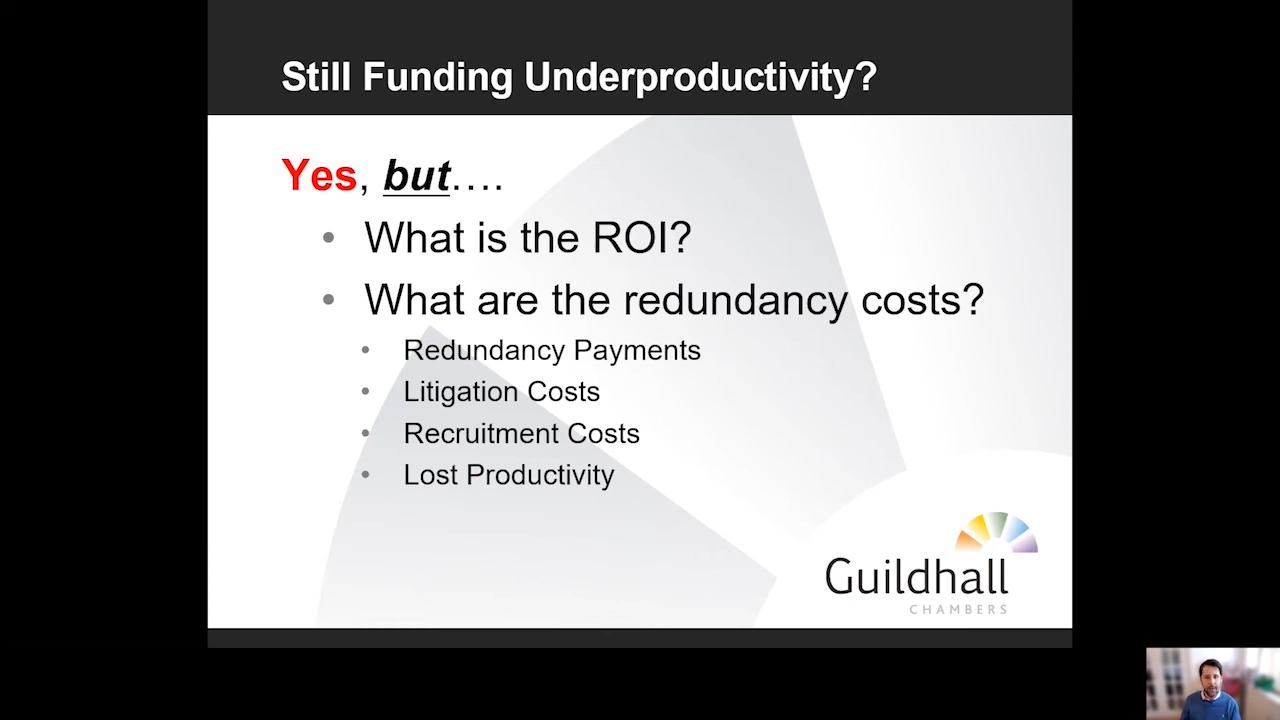 Still Funding Underproductivity?
Yes, but....
• What is the ROI?
• What are the redundancy costs?
• Redundancy Payments
• Litigation Costs
• Recruitment Costs
• Lost Productivity
Guildhall
CHAMBERS